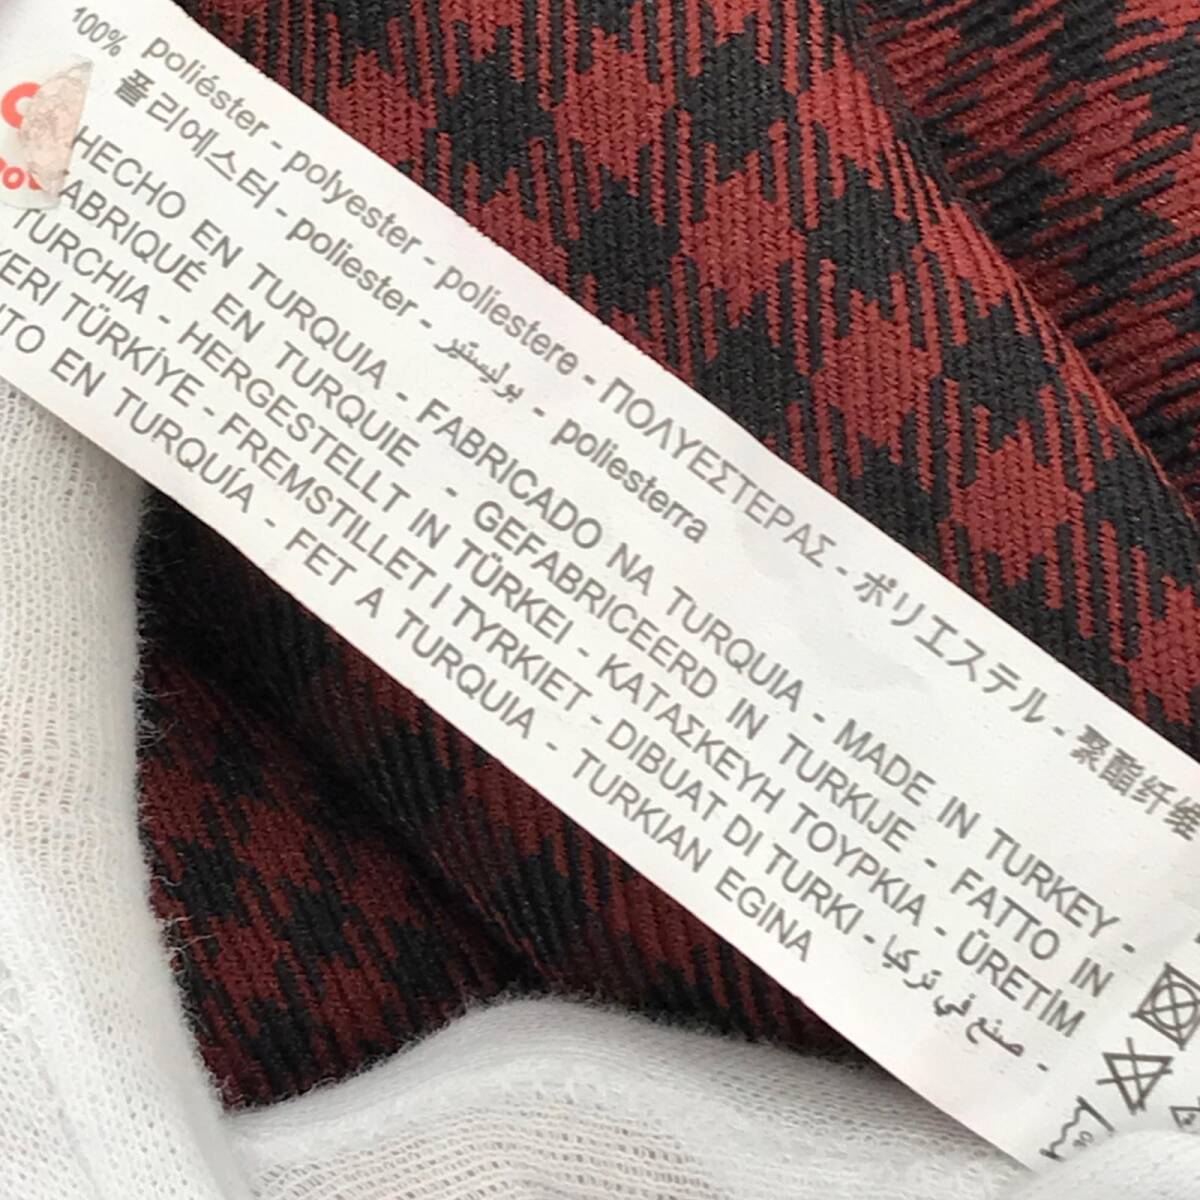 100% poliéster - polyester - poliestere - ΠΟΛΥΕΣΤΕΡΑΣ - ポリエステル - 聚酯纤维
폴리에스터 - poliester - بوليستير - poliesterra
HECHO EN TURQUIA - FABRICADO NA TURQUIA - MADE IN TURKEY -
FABRIQUÉ EN TURQUIE - GEFABRICEERD IN TURKIJE - FATTO IN
TURCHIA - HERGESTELLT IN TÜRKEI - ΚΑΤΑΣΚΕΥΗ ΤΟΥΡΚΙΑ - ÜRETİM
YERI TÜRKİYE - FREMSTILLET I TYRKIET - DIBUAT DI TURKI - صنع في تركيا -
EN TURQUÍA - FET A TURQUIA - TURKIAN EGINA